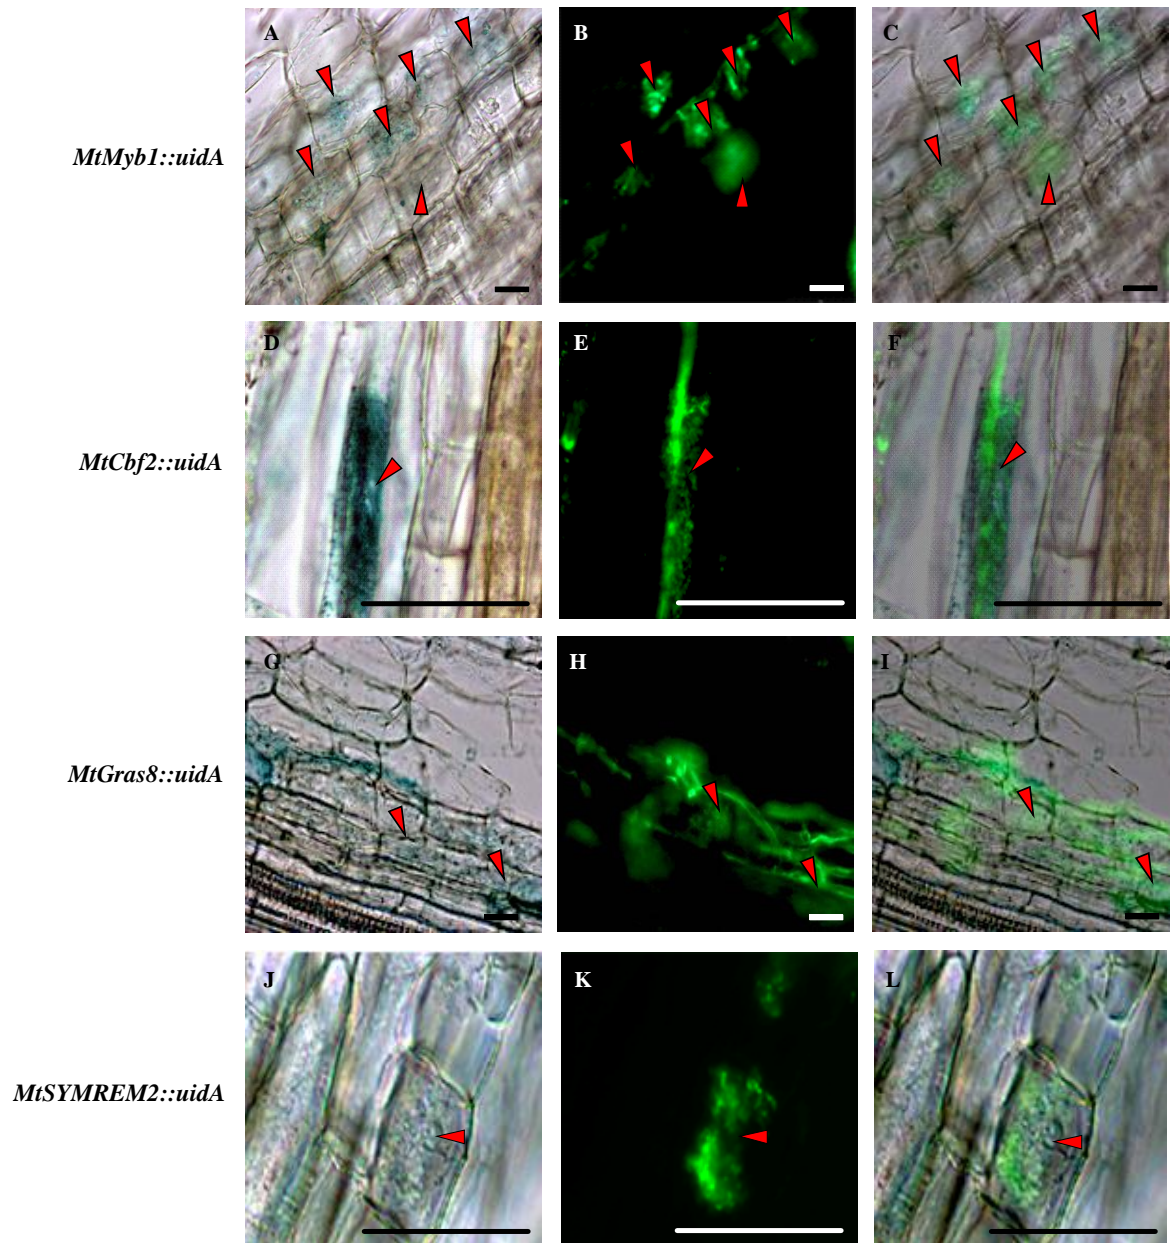 A B C
MtMyb1::uidA
D E F
MtCbf2::uidA
G H I
MtGras8::uidA
J K L
MtSYMREM2::uidA